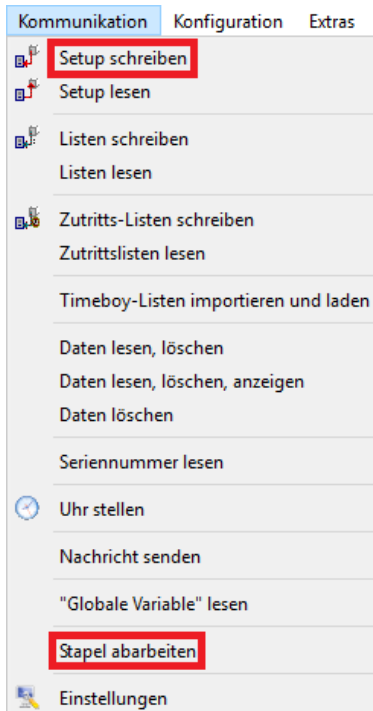 Kommunikation Konfiguration Extras
Setup schreiben
Setup lesen
Listen schreiben
Listen lesen
Zutritts-Listen schreiben
Zutrittslisten lesen
Timeboy-Listen importieren und laden
Daten lesen, löschen
Daten lesen, löschen, anzeigen
Daten löschen
Seriennummer lesen
Uhr stellen
Nachricht senden
"Globale Variable" lesen
Stapel abarbeiten
Einstellungen